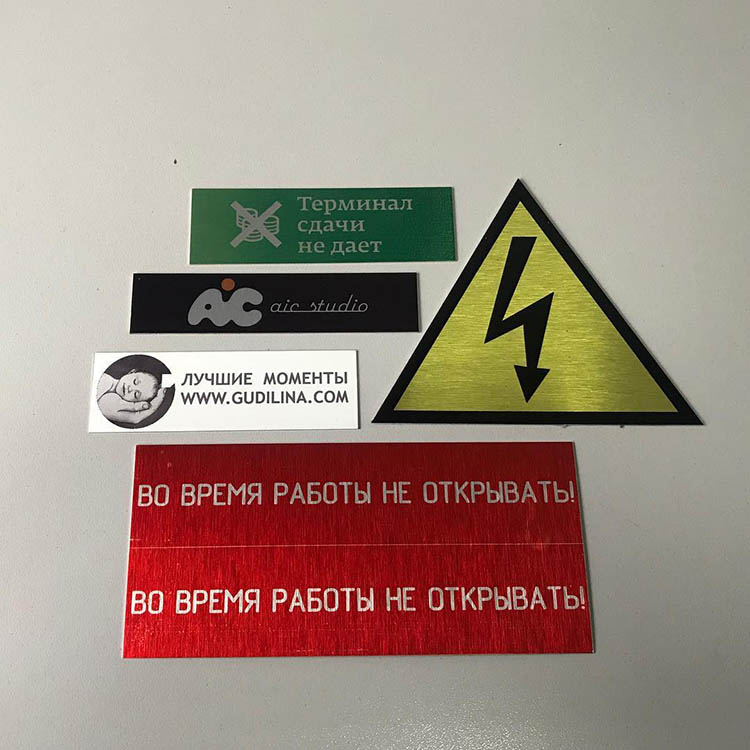 Терминал
сдачи
не дает
AiC aic studio
ЛУЧШИЕ МОМЕНТЫ
WWW.GUDILINA.COM
ВО ВРЕМЯ РАБОТЫ НЕ ОТКРЫВАТЬ!
ВО ВРЕМЯ РАБОТЫ НЕ ОТКРЫВАТЬ!